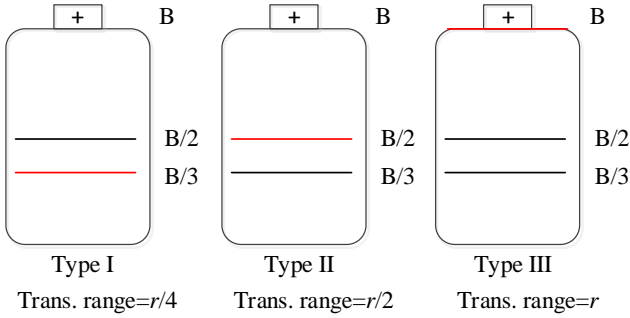 + B + B + B
B/2 B/2 B/2
B/3 B/3 B/3
Type I Type II Type III
Trans. range=r/4 Trans. range=r/2 Trans. range=r